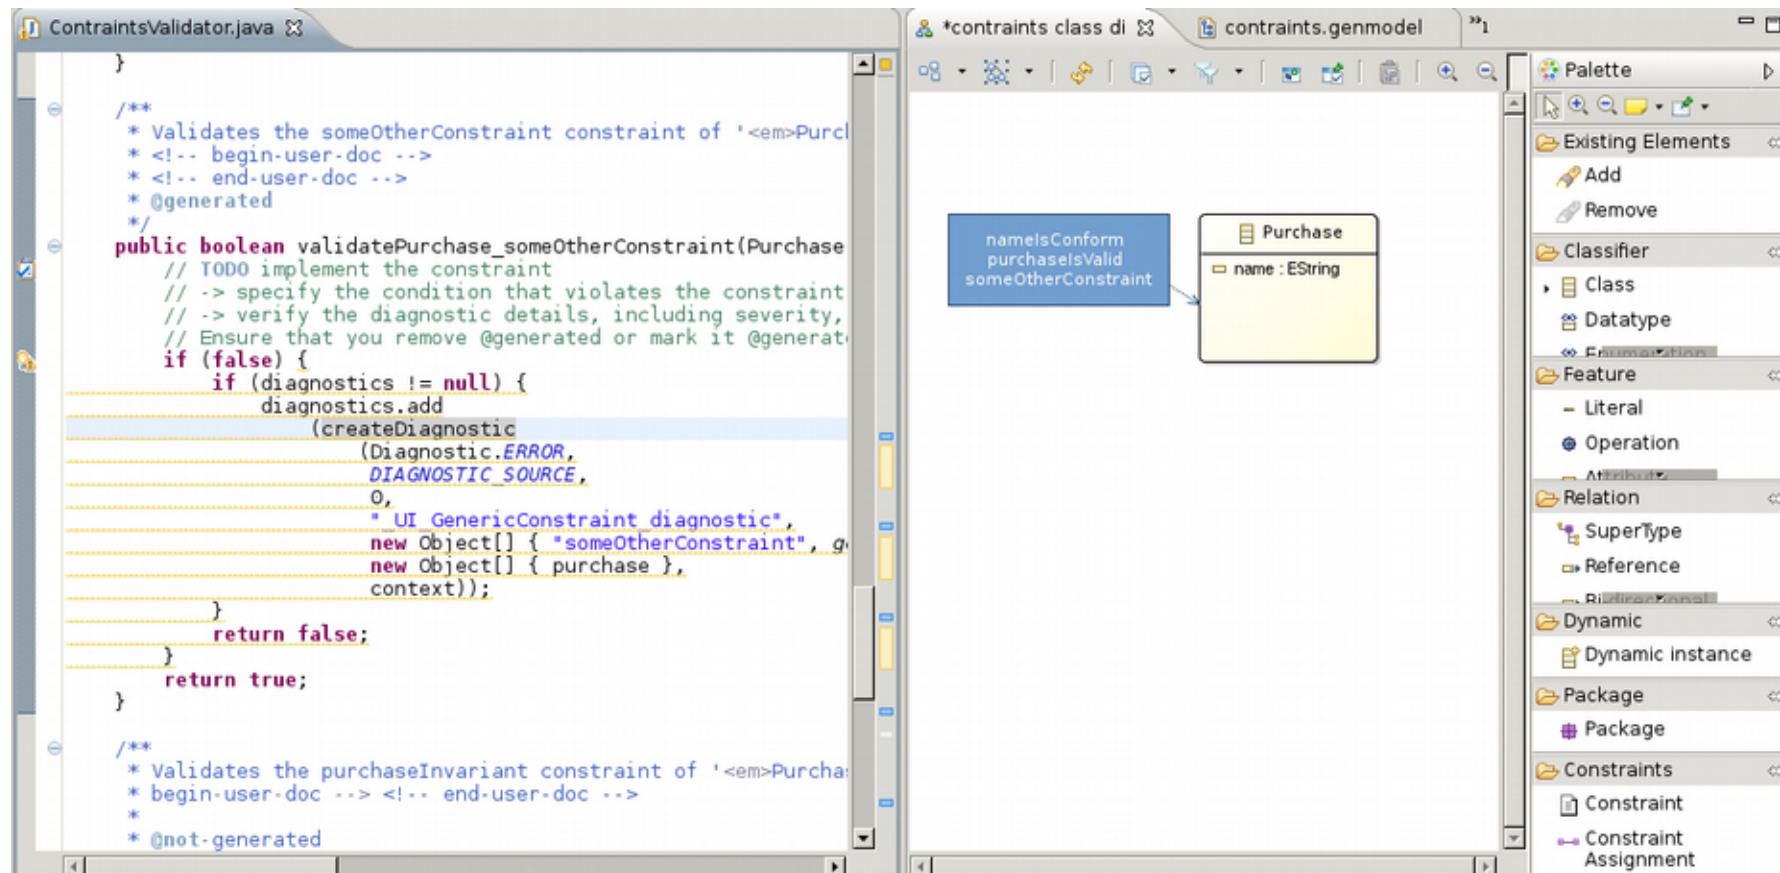 ContraintsValidator.java
}
/**
* Validates the someOtherConstraint constraint of '<em>Purcl
* <!-- begin-user-doc -->
* <!-- end-user-doc -->
* @generated
*/
public boolean validatePurchase_someOtherConstraint(Purchase
// TODO implement the constraint
// -> specify the condition that violates the constraint
// -> verify the diagnostic details, including severity,
// Ensure that you remove @generated or mark it @generat
if (false) {
if (diagnostics != null) {
diagnostics.add
(createDiagnostic
(Diagnostic.ERROR,
DIAGNOSTIC_SOURCE,
0,
"_UI_GenericConstraint_diagnostic",
new Object[] { "someOtherConstraint", g
new Object[] { purchase },
context));
}
return false;
}
return true;
}
/**
* Validates the purchaseInvariant constraint of '<em>Purcha
* begin-user-doc --> <!-- end-user-doc -->
*
* @not-generated
*contraints class di
contraints.genmodel
»1
nameIsConform
purchaseIsValid
someOtherConstraint
Purchase
name : EString
Palette
Existing Elements
Add
Remove
Classifier
Class
Datatype
Enumeration
Feature
Literal
Operation
Attribute
Relation
SuperType
Reference
Bi-directional
Dynamic
Dynamic instance
Package
Package
Constraints
Constraint
Constraint
Assignment